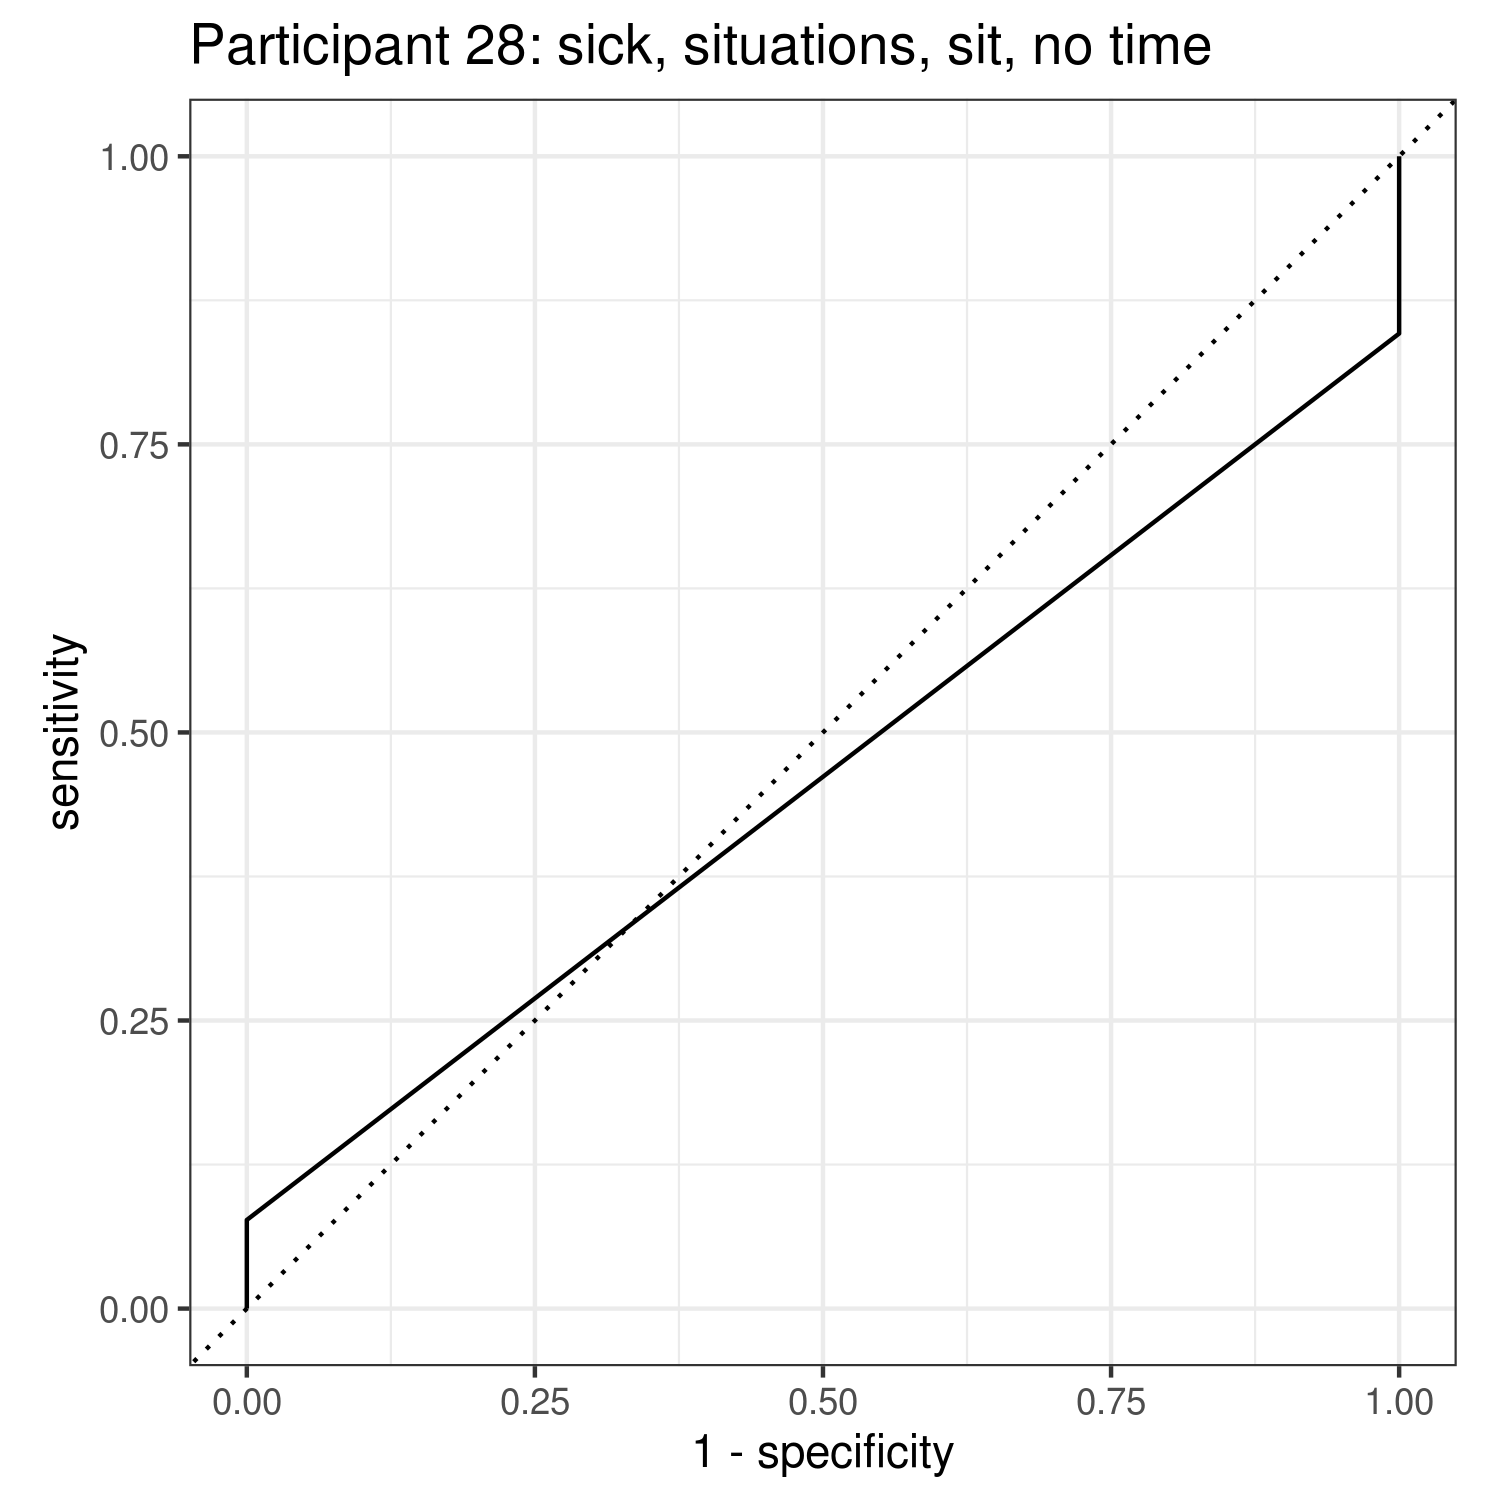 Participant 28: sick, situations, sit, no time
1.00
0.75
0.50
0.25
0.00
sensitivity
0.00 0.25 0.50 0.75 1.00
1 - specificity